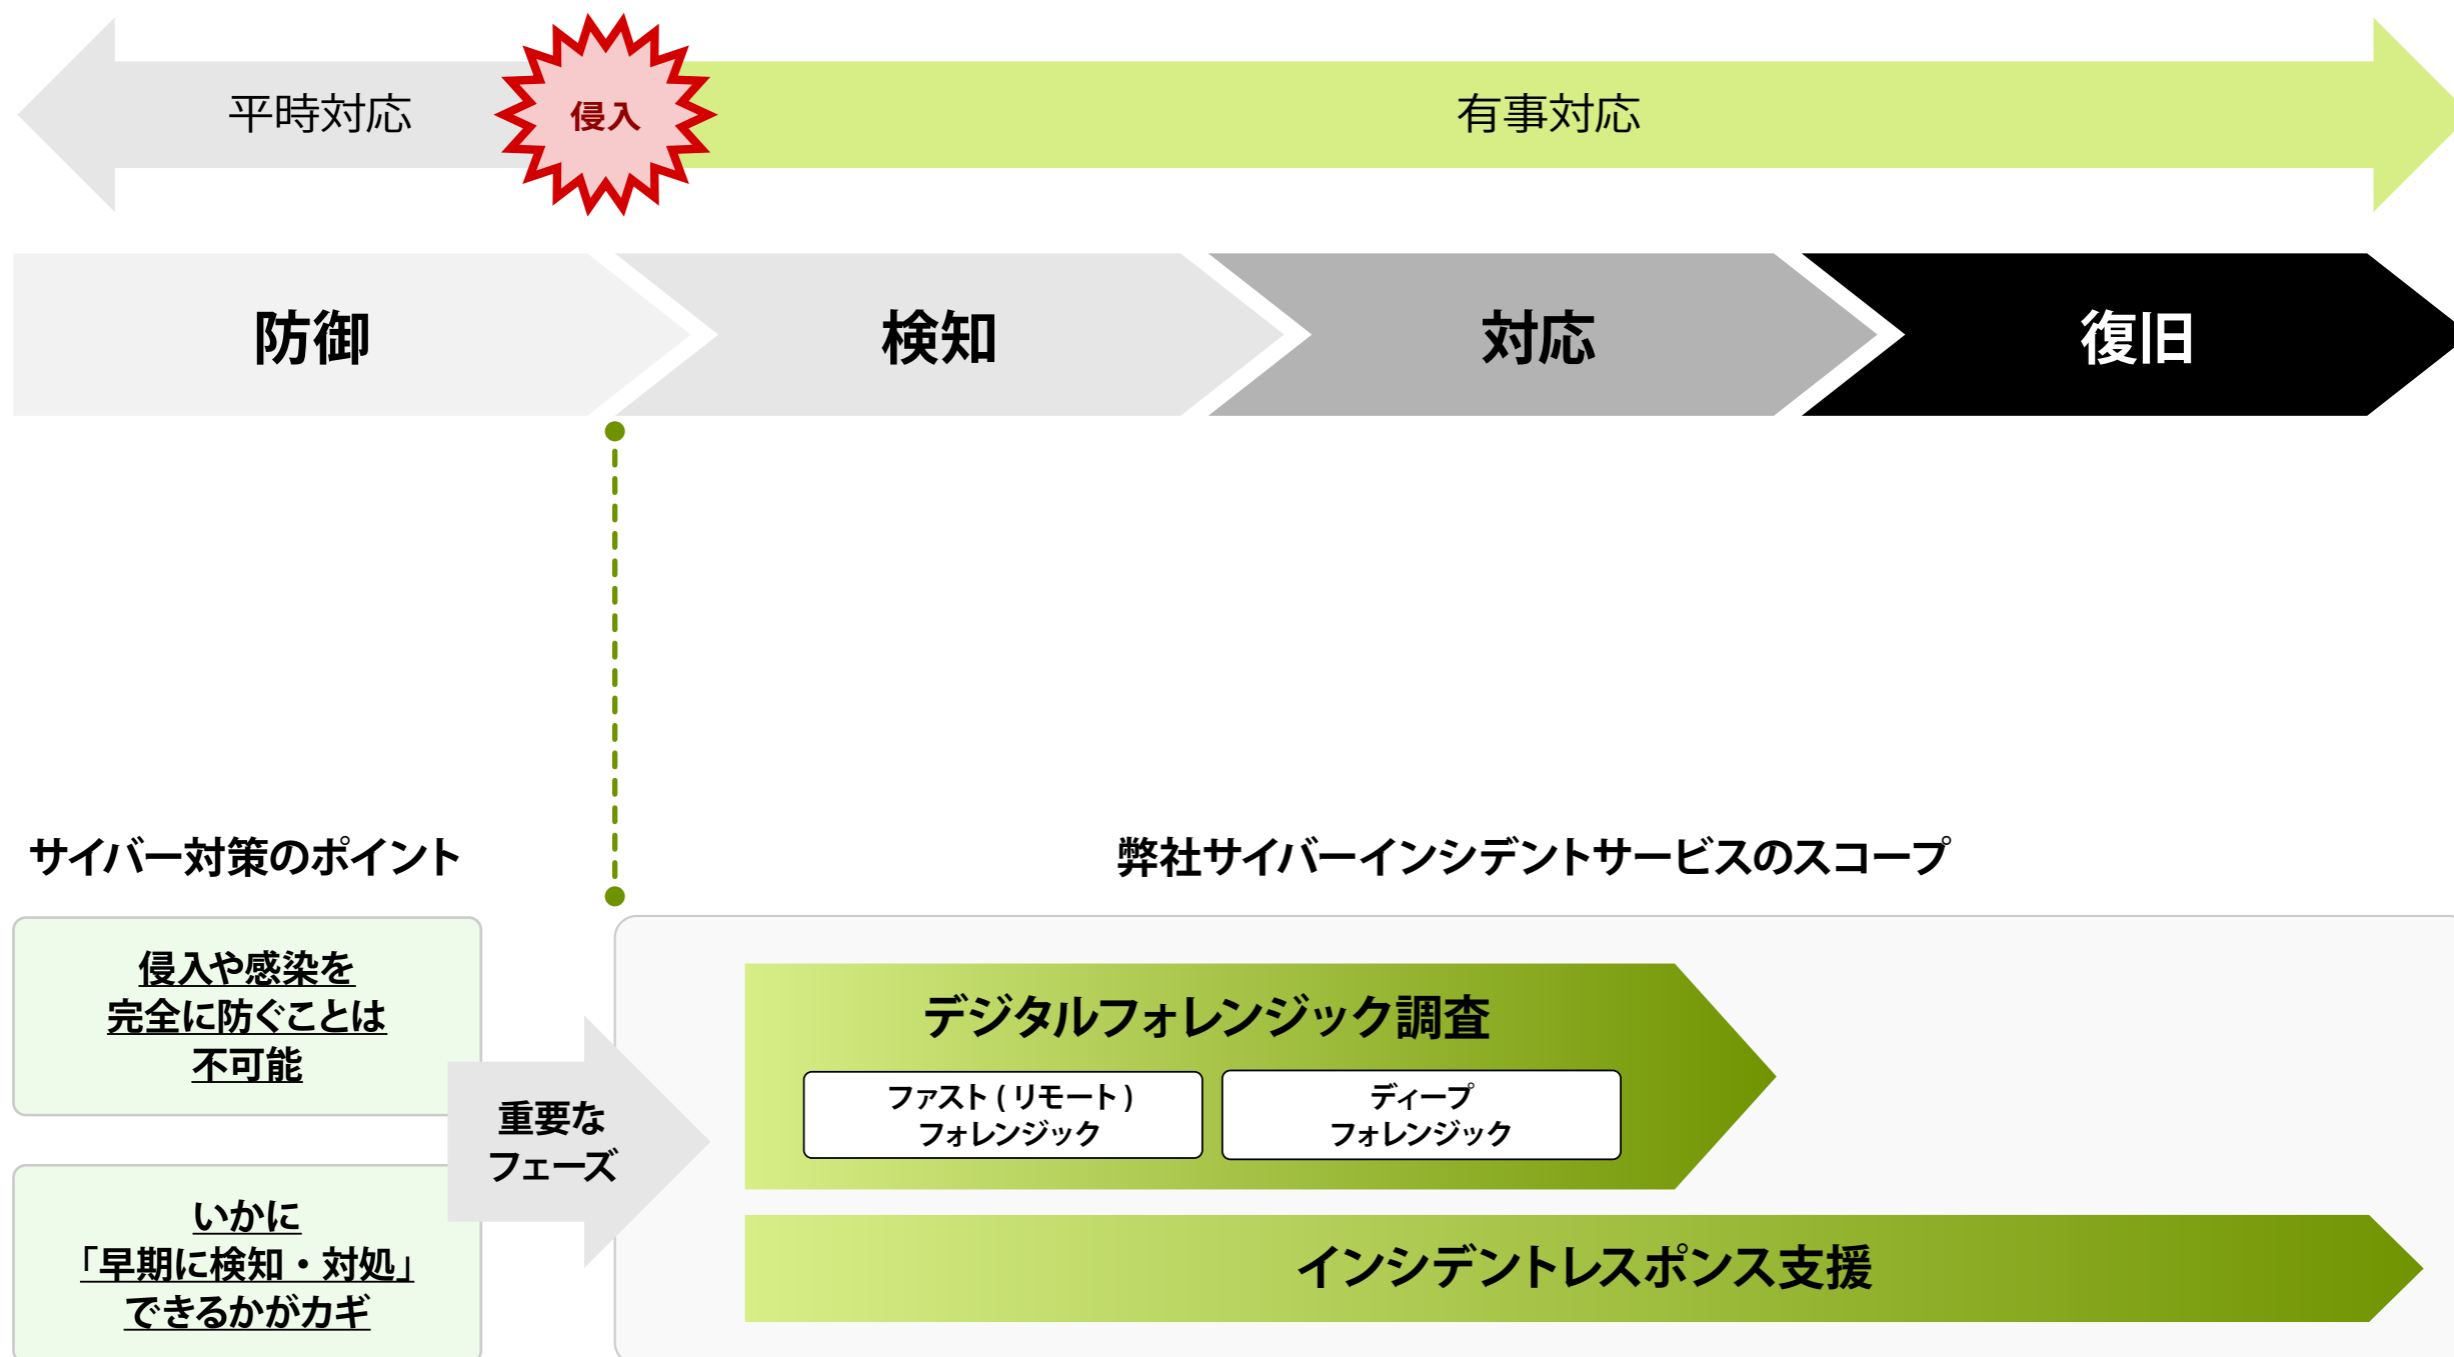 平時対応
侵入
有事対応
防御
検知
対応
復旧
サイバー対策のポイント
侵入や感染を
完全に防ぐことは
不可能
いかに
「早期に検知・対処」
できるかがカギ
重要な
フェーズ
弊社サイバーインシデントサービスのスコープ
デジタルフォレンジック調査
ファスト ( リモート )
フォレンジック
ディープ
フォレンジック
インシデントレスポンス支援